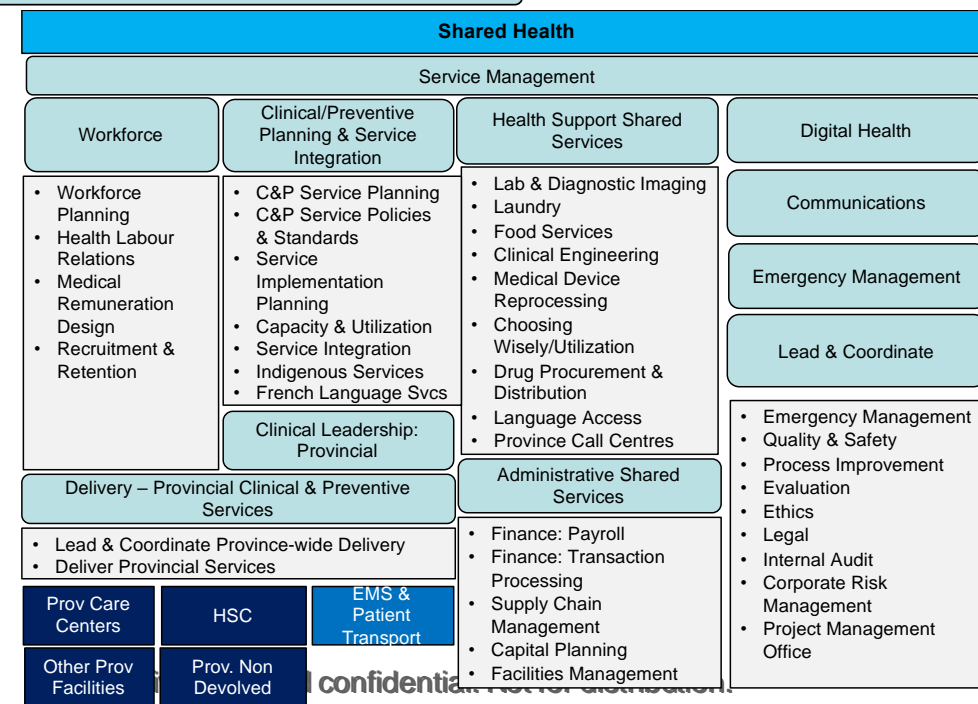 Shared Health
Service Management
Workforce
Clinical/Preventive
Planning & Service
Integration
Health Support Shared
Services
Digital Health
• Workforce
Planning
• Health Labour
Relations
• Medical
Remuneration
Design
• Recruitment &
Retention
• C&P Service Planning
• C&P Service Policies
& Standards
• Service
Implementation
Planning
• Capacity & Utilization
• Service Integration
• Indigenous Services
• French Language Svcs
Clinical Leadership:
Provincial
• Lab & Diagnostic Imaging
• Laundry
• Food Services
• Clinical Engineering
• Medical Device
Reprocessing
• Choosing
Wisely/Utilization
• Drug Procurement &
Distribution
• Language Access
• Province Call Centres
Communications
Emergency Management
Lead & Coordinate
• Emergency Management
• Quality & Safety
• Process Improvement
• Evaluation
• Ethics
• Legal
• Internal Audit
• Corporate Risk
Management
• Project Management
Office
Delivery – Provincial Clinical & Preventive
Services
• Lead & Coordinate Province-wide Delivery
• Deliver Provincial Services
Administrative Shared
Services
• Finance: Payroll
• Finance: Transaction
Processing
• Supply Chain
Management
• Capital Planning
• Facilities Management
Prov Care
Centers
HSC
EMS &
Patient
Transport
Other Prov
Facilities
Prov. Non
Devolved
confidential. Not for distribution.